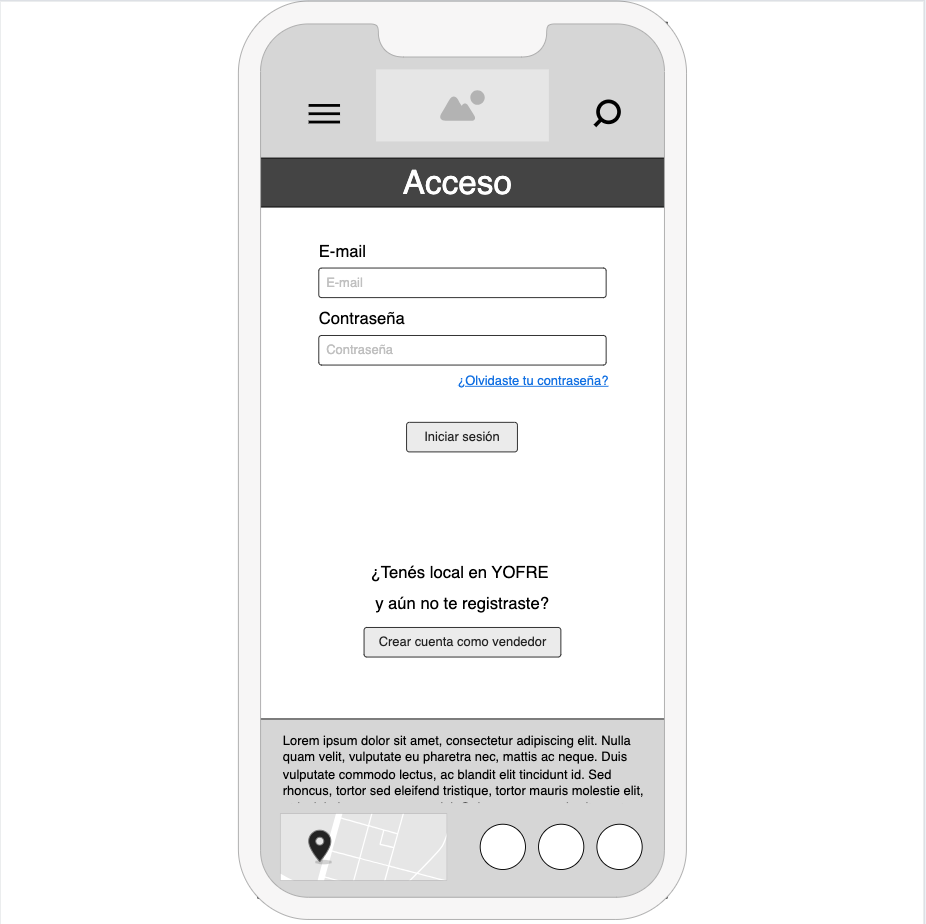 Acceso
E-mail
E-mail
Contraseña
Contraseña
¿Olvidaste tu contraseña?
Iniciar sesión
¿Tenés local en YOFRE
y aún no te registraste?
Crear cuenta como vendedor
Lorem ipsum dolor sit amet, consectetur adipiscing elit. Nulla
quam velit, vulputate eu pharetra nec, mattis ac neque. Duis
vulputate commodo lectus, ac blandit elit tincidunt id. Sed
rhoncus, tortor sed eleifend tristique, tortor mauris molestie elit,